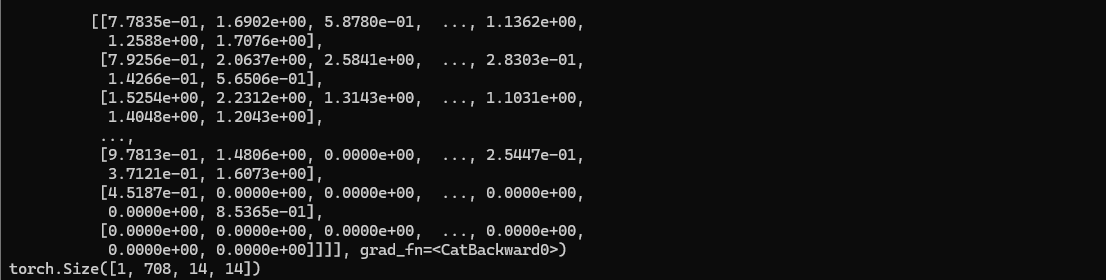 [[7.7835e-01, 1.6902e+00, 5.8780e-01,  ..., 1.1362e+00,
1.2588e+00, 1.7076e+00],
[7.9256e-01, 2.0637e+00, 2.5841e+00,  ..., 2.8303e-01,
1.4266e-01, 5.6506e-01],
[1.5254e+00, 2.2312e+00, 1.3143e+00,  ..., 1.1031e+00,
1.4048e+00, 1.2043e+00],
...,
[9.7813e-01, 1.4806e+00, 0.0000e+00,  ..., 2.5447e-01,
3.7121e-01, 1.6073e+00],
[4.5187e-01, 0.0000e+00, 0.0000e+00,  ..., 0.0000e+00,
0.0000e+00, 8.5365e-01],
[0.0000e+00, 0.0000e+00, 0.0000e+00,  ..., 0.0000e+00,
0.0000e+00, 0.0000e+00]]]], grad_fn=<CatBackward0>)
torch.Size([1, 708, 14, 14])